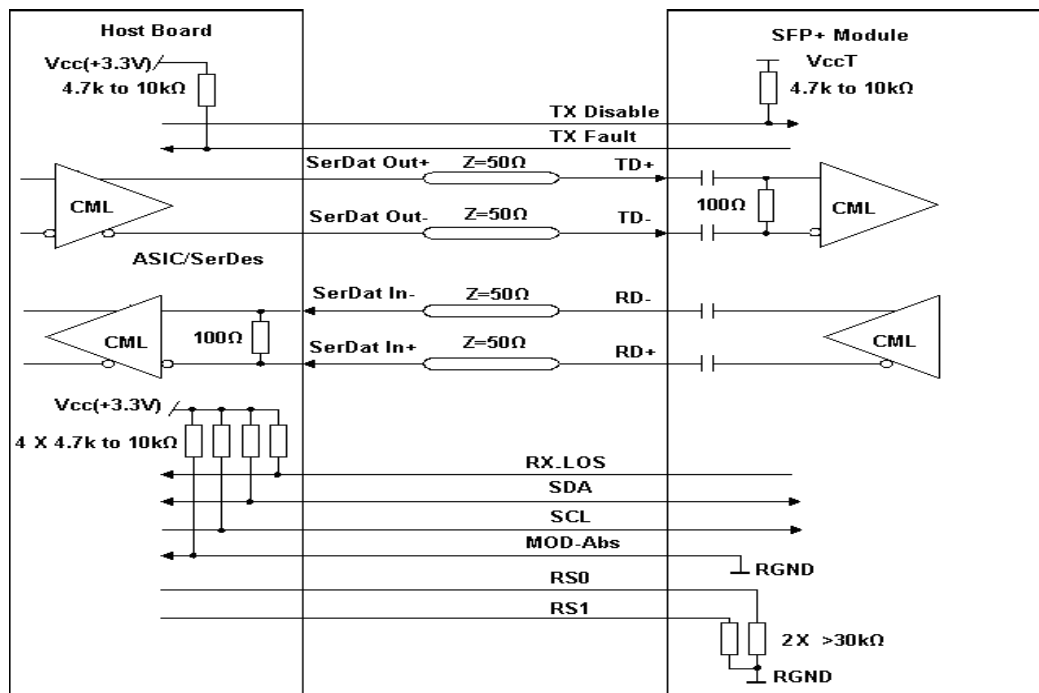 Host Board
SFP+ Module
Vcc(+3.3V)
4.7k to 10kΩ
VccT
4.7k to 10kΩ
TX Disable
TX Fault
SerDat Out+
Z=50Ω
TD+
CML
100Ω
CML
SerDat Out-
Z=50Ω
TD-
ASIC/SerDes
SerDat In-
Z=50Ω
RD-
CML
100Ω
CML
SerDat In+
Z=50Ω
RD+
Vcc(+3.3V)
4 X 4.7k to 10kΩ
RX-LOS
SDA
SCL
MOD-Abs
RGND
RS0
RS1
2X >30kΩ
RGND